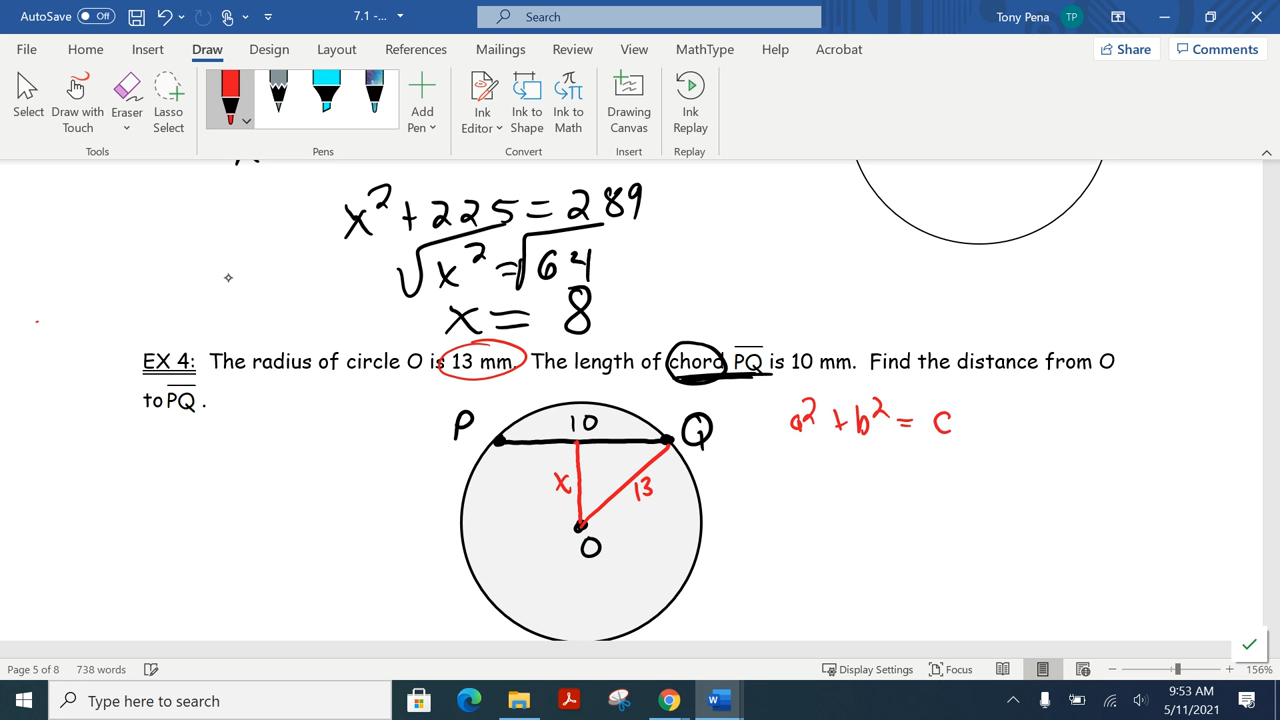 AutoSave Off 7.1 -... Search Tony Pena TP
File Home Insert Draw Design Layout References Mailings Review View MathType Help Acrobat Share Comments
Select Draw with Touch Eraser Lasso Select Add Pen Ink Editor Ink to Shape Ink to Math Drawing Canvas Ink Replay
Tools Pens Convert Insert Replay
x² + 225 = 289
√x² = √64
x = 8
EX 4: The radius of circle O is 13 mm. The length of chord PQ is 10 mm. Find the distance from O
to PQ.
P 10 Q
a² + b² = c
x 13
O
Page 5 of 8 738 words Display Settings Focus 156%
Type here to search
9:53 AM
5/11/2021